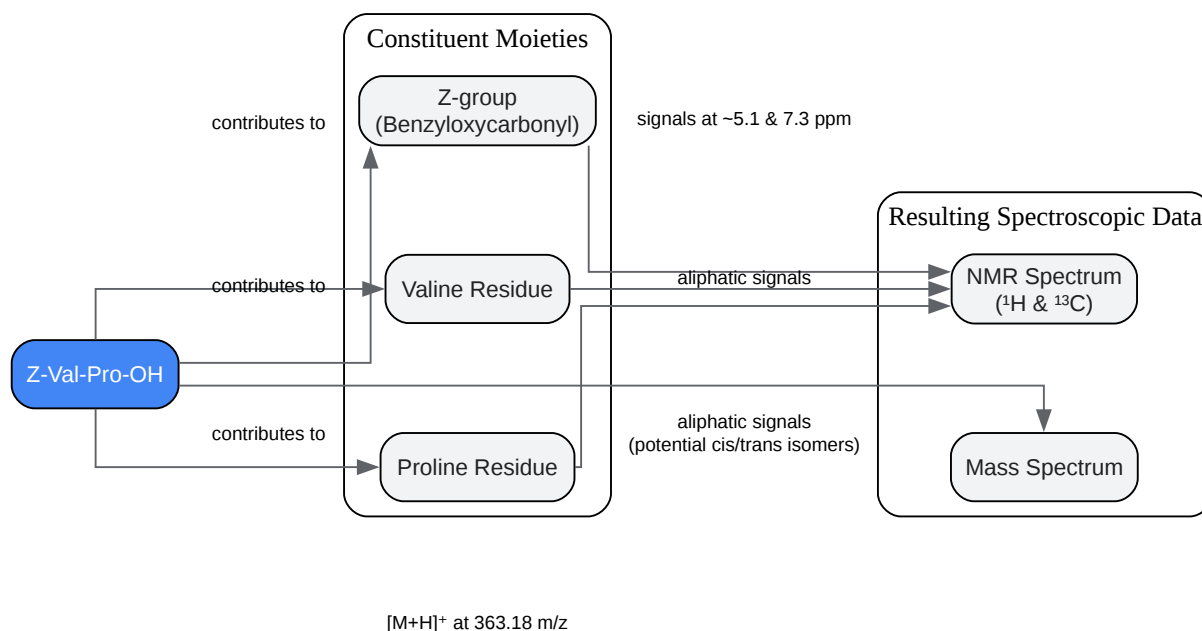 Constituent Moieties
Z-group
(Benzyloxycarbonyl)
contributes to
signals at ~5.1 & 7.3 ppm
Resulting Spectroscopic Data
contributes to
Valine Residue
aliphatic signals
NMR Spectrum
(¹H & ¹³C)
Z-Val-Pro-OH
contributes to
Proline Residue
aliphatic signals
(potential cis/trans isomers)
Mass Spectrum
[M+H]⁺ at 363.18 m/z